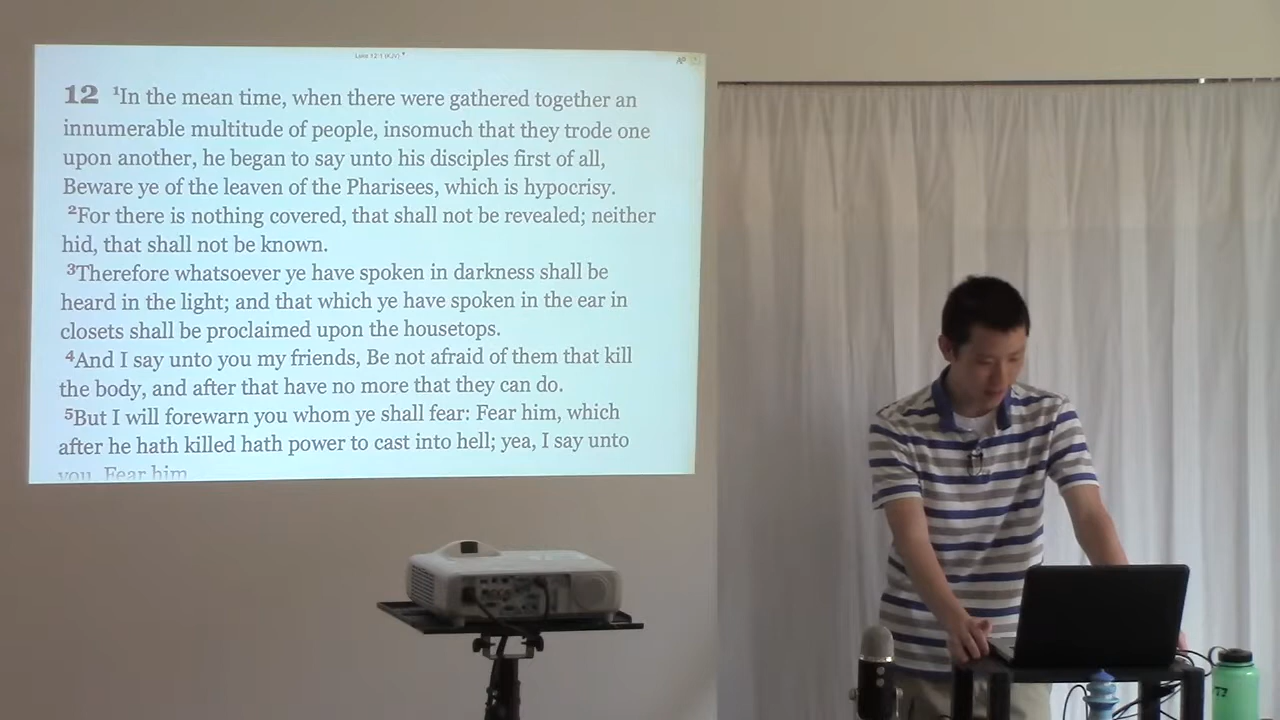 Luke 12:1 (KJV)
12 1In the mean time, when there were gathered together an
innumerable multitude of people, insomuch that they trode one
upon another, he began to say unto his disciples first of all,
Beware ye of the leaven of the Pharisees, which is hypocrisy.
2For there is nothing covered, that shall not be revealed; neither
hid, that shall not be known.
3Therefore whatsoever ye have spoken in darkness shall be
heard in the light; and that which ye have spoken in the ear in
closets shall be proclaimed upon the housetops.
4And I say unto you my friends, Be not afraid of them that kill
the body, and after that have no more that they can do.
5But I will forewarn you whom ye shall fear: Fear him, which
after he hath killed hath power to cast into hell; yea, I say unto
you, Fear him